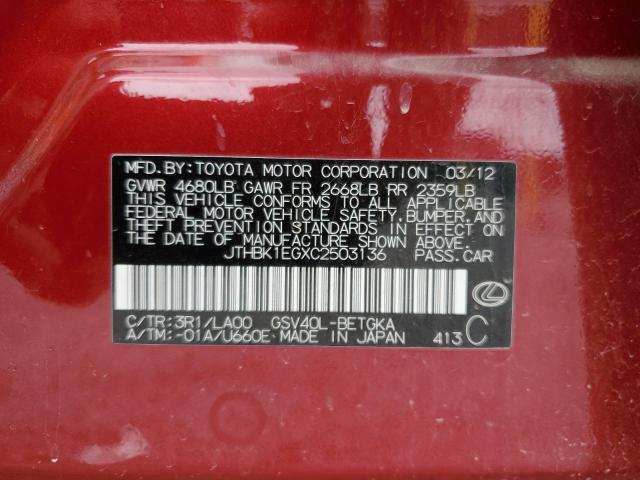 MFD.BY:TOYOTA MOTOR CORPORATION 03/12
GVWR 4680LB GAWR FR 2668LB RR 2359LB
THIS VEHICLE CONFORMS TO ALL APPLICABLE
FEDERAL MOTOR VEHICLE SAFETY,BUMPER,AND
THEFT PREVENTION STANDARDS IN EFFECT ON
THE DATE OF MANUFACTURE SHOWN ABOVE.
JTHBK1EGXC2503136 PASS.CAR
C/TR:3R1/LA00 GSV40L-BETGKA
A/TM:-01A/U660E MADE IN JAPAN 413 C